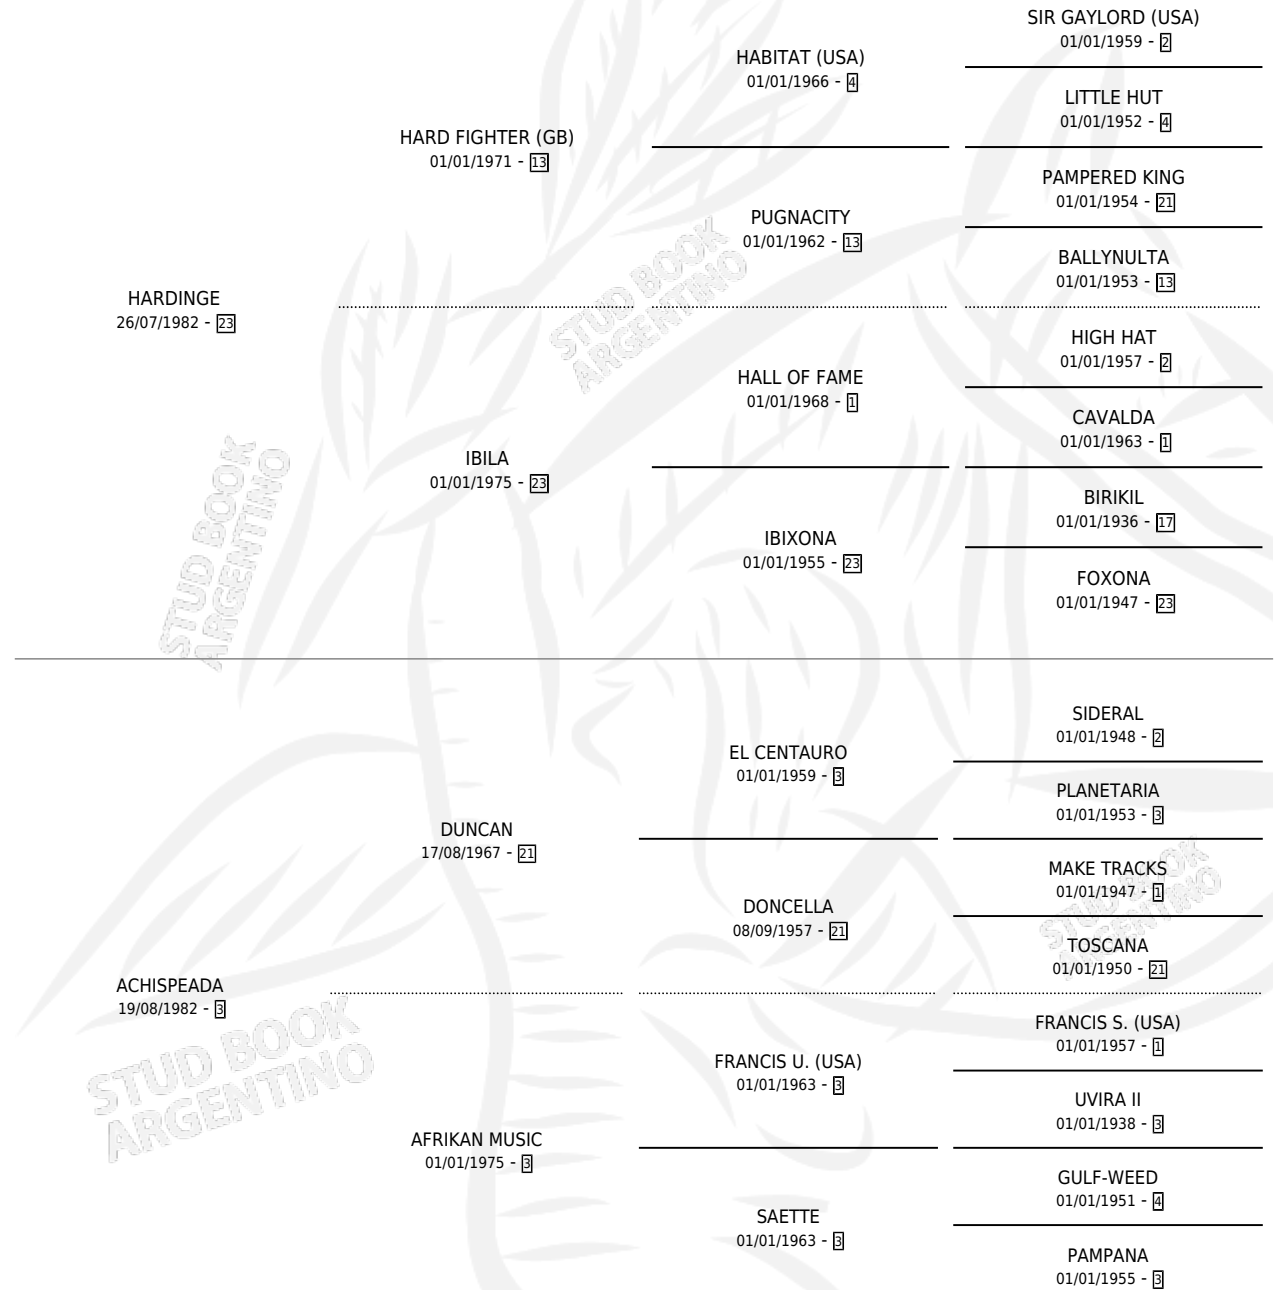 SIR GAYLORD (USA)
01/01/1959 - 2
HABITAT (USA)
01/01/1966 - 4
LITTLE HUT
01/01/1952 - 4
HARD FIGHTER (GB)
01/01/1971 - 13
PAMPERED KING
01/01/1954 - 21
PUGNACITY
01/01/1962 - 13
BALLYNULTA
01/01/1953 - 13
HARDINGE
26/07/1982 - 23
HIGH HAT
01/01/1957 - 2
HALL OF FAME
01/01/1968 - 1
CAVALDA
01/01/1963 - 1
IBILA
01/01/1975 - 23
BIRIKIL
01/01/1936 - 17
IBIXONA
01/01/1955 - 23
FOXONA
01/01/1947 - 23
SIDERAL
01/01/1948 - 2
EL CENTAURO
01/01/1959 - 3
PLANETARIA
01/01/1953 - 3
DUNCAN
17/08/1967 - 21
MAKE TRACKS
01/01/1947 - 1
DONCELLA
08/09/1957 - 21
TOSCANA
01/01/1950 - 21
ACHISPEADA
19/08/1982 - 3
FRANCIS S. (USA)
01/01/1957 - 1
FRANCIS U. (USA)
01/01/1963 - 3
UVIRA II
01/01/1938 - 3
AFRIKAN MUSIC
01/01/1975 - 3
GULF-WEED
01/01/1951 - 4
SAETTE
01/01/1963 - 3
PAMPANA
01/01/1955 - 3
STUD BOOK
ARGENTINO
STUD BOOK
ARGENTINO
STUD BOOK
ARGENTINO
STUD BOOK
ARGENTINO